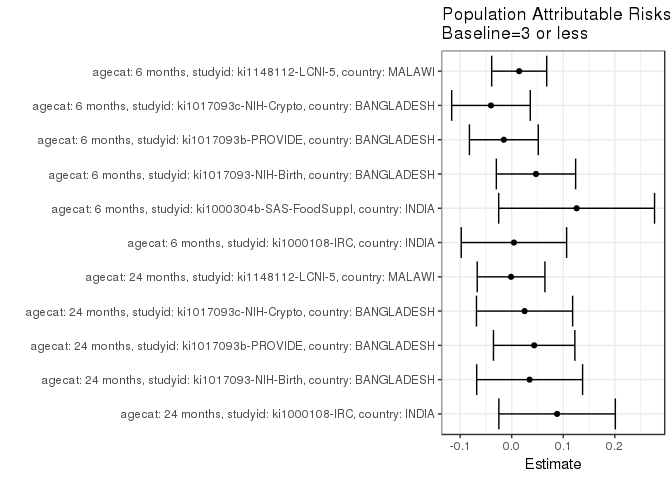 Population Attributable Risks
Baseline=3 or less
agecat: 6 months, studyid: ki1148112-LCNI-5, country: MALAWI
agecat: 6 months, studyid: ki1017093c-NIH-Crypto, country: BANGLADESH
agecat: 6 months, studyid: ki1017093b-PROVIDE, country: BANGLADESH
agecat: 6 months, studyid: ki1017093-NIH-Birth, country: BANGLADESH
agecat: 6 months, studyid: ki1000304b-SAS-FoodSuppl, country: INDIA
agecat: 6 months, studyid: ki1000108-IRC, country: INDIA
agecat: 24 months, studyid: ki1148112-LCNI-5, country: MALAWI
agecat: 24 months, studyid: ki1017093c-NIH-Crypto, country: BANGLADESH
agecat: 24 months, studyid: ki1017093b-PROVIDE, country: BANGLADESH
agecat: 24 months, studyid: ki1017093-NIH-Birth, country: BANGLADESH
agecat: 24 months, studyid: ki1000108-IRC, country: INDIA
-0.1 0.0 0.1 0.2
Estimate